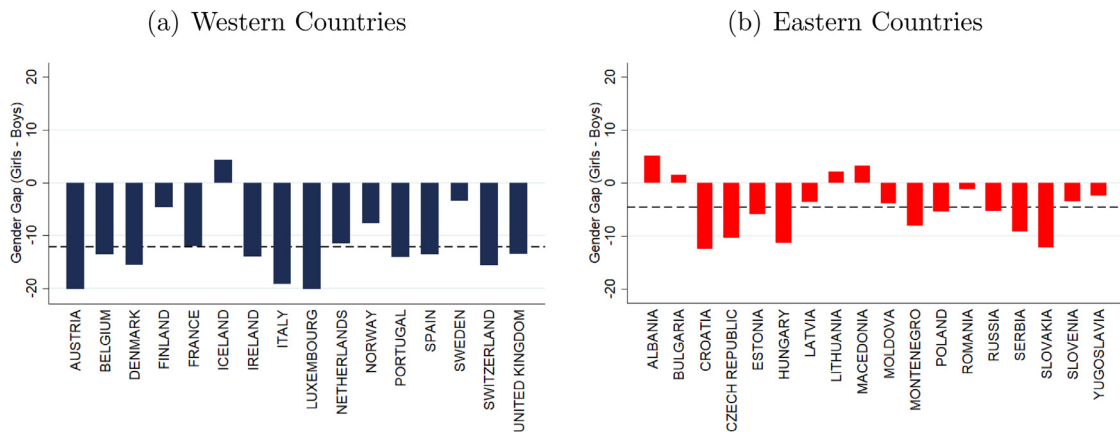 (a) Western Countries
Gender Gap (Girls - Boys)
20
10
0
-10
-20
AUSTRIA
BELGIUM
DENMARK
FINLAND
FRANCE
ICELAND
IRELAND
ITALY
LUXEMBOURG
NETHERLANDS
NORWAY
PORTUGAL
SPAIN
SWEDEN
SWITZERLAND
UNITED KINGDOM
(b) Eastern Countries
Gender Gap (Girls - Boys)
20
10
0
-10
-20
ALBANIA
BULGARIA
CROATIA
CZECH REPUBLIC
ESTONIA
HUNGARY
LATVIA
LITHUANIA
MACEDONIA
MOLDOVA
MONTENEGRO
POLAND
ROMANIA
RUSSIA
SERBIA
SLOVAKIA
SLOVENIA
YUGOSLAVIA